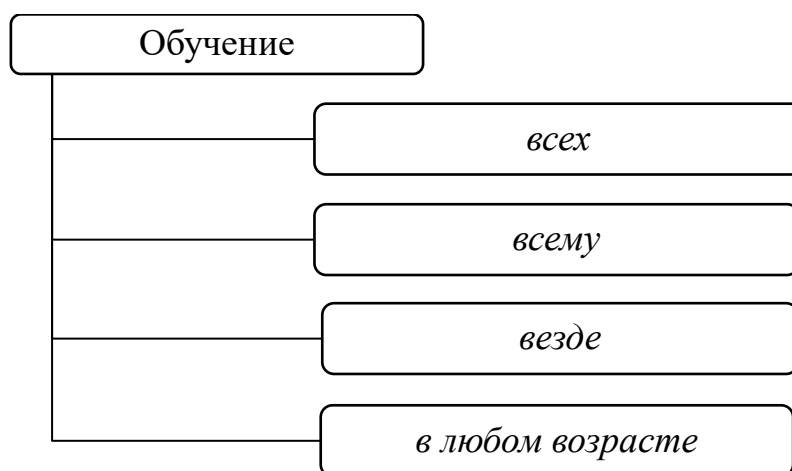 Обучение
всех
всему
везде
в любом возрасте